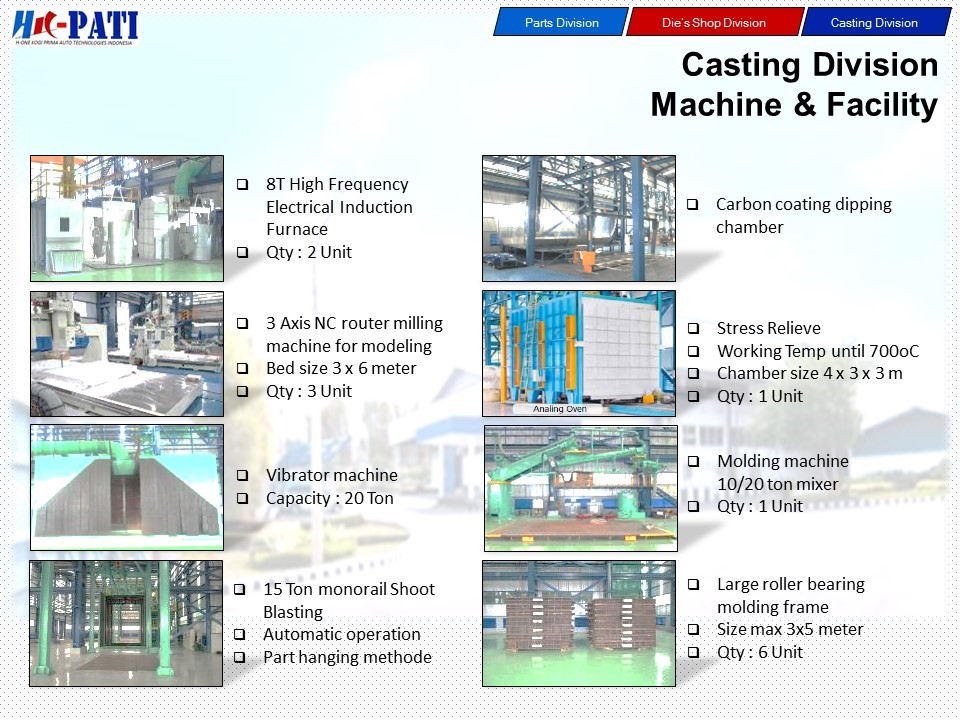 H1C-PATI
H-ONE KOGI PRIMA AUTO TECHNOLOGIES INDONESIA
Parts Division
Die's Shop Division
Casting Division
Casting Division
Machine & Facility
8T High Frequency
Electrical Induction
Furnace
Qty : 2 Unit
Carbon coating dipping
chamber
3 Axis NC router milling
machine for modeling
Bed size 3 x 6 meter
Qty : 3 Unit
Analing Oven
Stress Relieve
Working Temp until 700oC
Chamber size 4 x 3 x 3 m
Qty : 1 Unit
Vibrator machine
Capacity : 20 Ton
Molding machine
10/20 ton mixer
Qty : 1 Unit
15 Ton monorail Shoot
Blasting
Automatic operation
Part hanging methode
Large roller bearing
molding frame
Size max 3x5 meter
Qty : 6 Unit